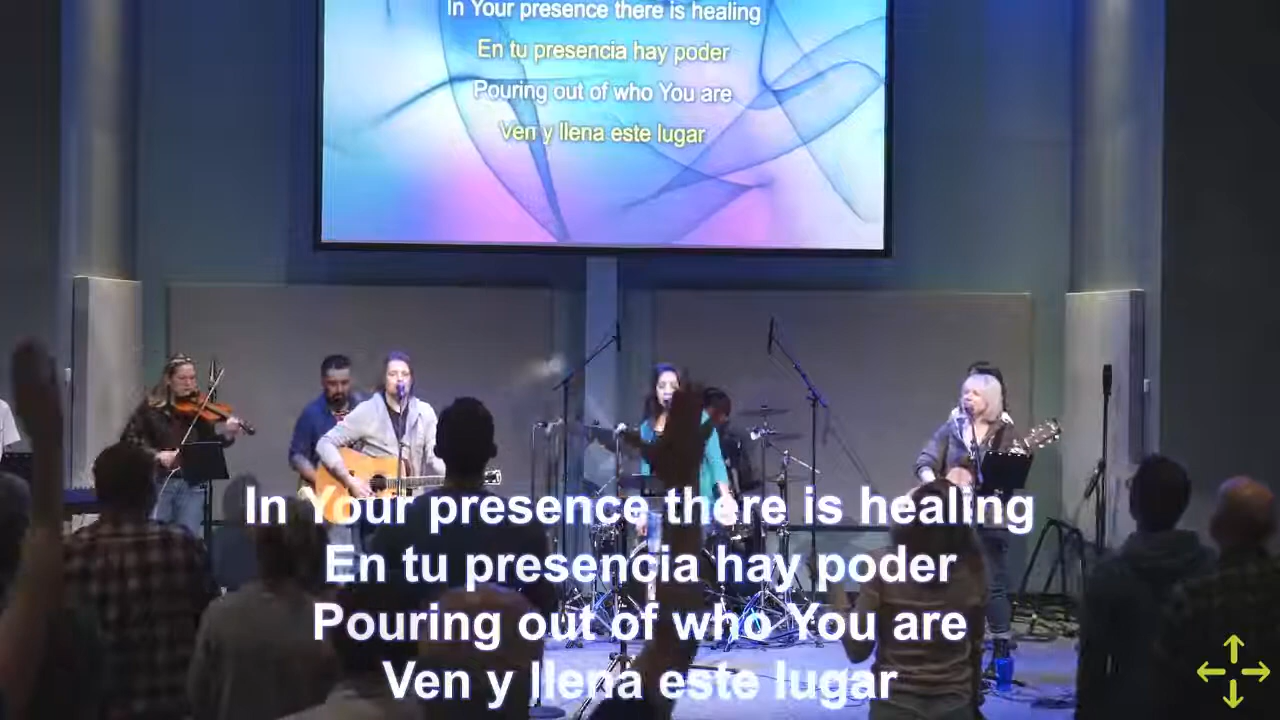 In Your presence there is healing
En tu presencia hay poder
Pouring out of who You are
Ven y llena este lugar
In Your presence there is healing
En tu presencia hay poder
Pouring out of who You are
Ven y llena este lugar